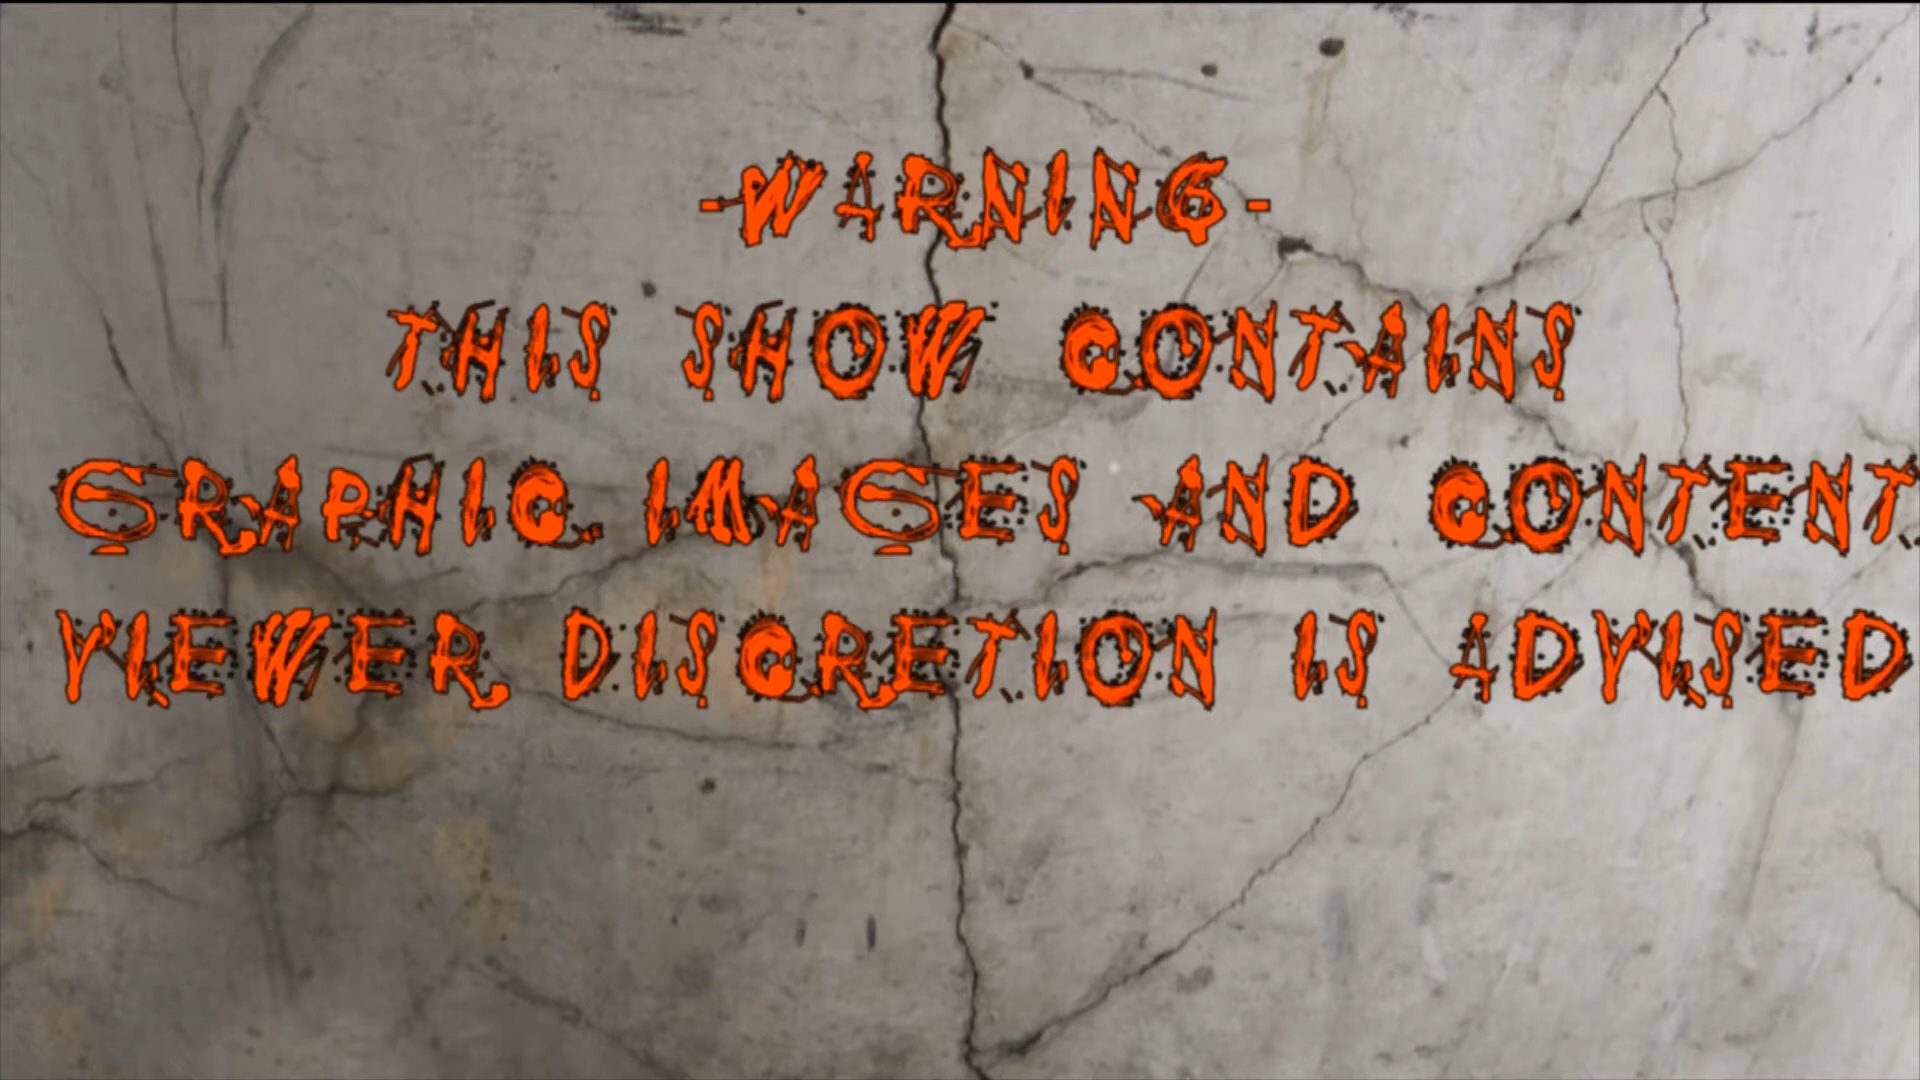 -WARNING-
THIS SHOW CONTAINS
GRAPHIC IMAGES AND CONTENT
VIEWER DISCRETION IS ADVISED